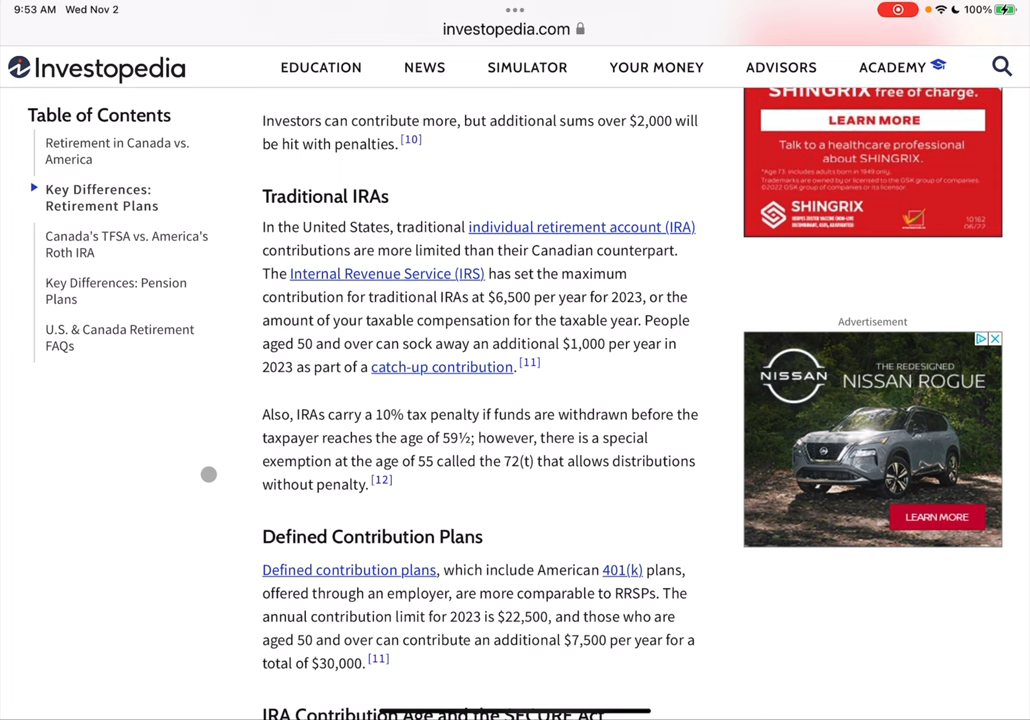 9:53 AM Wed Nov 2
100%
investopedia.com
Investopedia
EDUCATION
NEWS
SIMULATOR
YOUR MONEY
ADVISORS
ACADEMY
Table of Contents
Retirement in Canada vs.
America
Key Differences:
Retirement Plans
Canada's TFSA vs. America's
Roth IRA
Key Differences: Pension
Plans
U.S. & Canada Retirement
FAQs
Investors can contribute more, but additional sums over $2,000 will
be hit with penalties. [10]
Traditional IRAs
In the United States, traditional individual retirement account (IRA)
contributions are more limited than their Canadian counterpart.
The Internal Revenue Service (IRS) has set the maximum
contribution for traditional IRAs at $6,500 per year for 2023, or the
amount of your taxable compensation for the taxable year. People
aged 50 and over can sock away an additional $1,000 per year in
2023 as part of a catch-up contribution. [11]
Also, IRAs carry a 10% tax penalty if funds are withdrawn before the
taxpayer reaches the age of 59½; however, there is a special
exemption at the age of 55 called the 72(t) that allows distributions
without penalty. [12]
Defined Contribution Plans
Defined contribution plans, which include American 401(k) plans,
offered through an employer, are more comparable to RRSPs. The
annual contribution limit for 2023 is $22,500, and those who are
aged 50 and over can contribute an additional $7,500 per year for a
total of $30,000. [11]
IRA Contribution Age and the SECURE Act
SHINGRIX free of charge.
LEARN MORE
Talk to a healthcare professional
about SHINGRIX.
*Age 73: includes adults born in 1949 only.
Trademarks are owned by or licensed to the GSK group of companies.
©2022 GSK group of companies or its licensor.
SHINGRIX
10162
06/22
Advertisement
NISSAN
THE REDESIGNED
NISSAN ROGUE
LEARN MORE